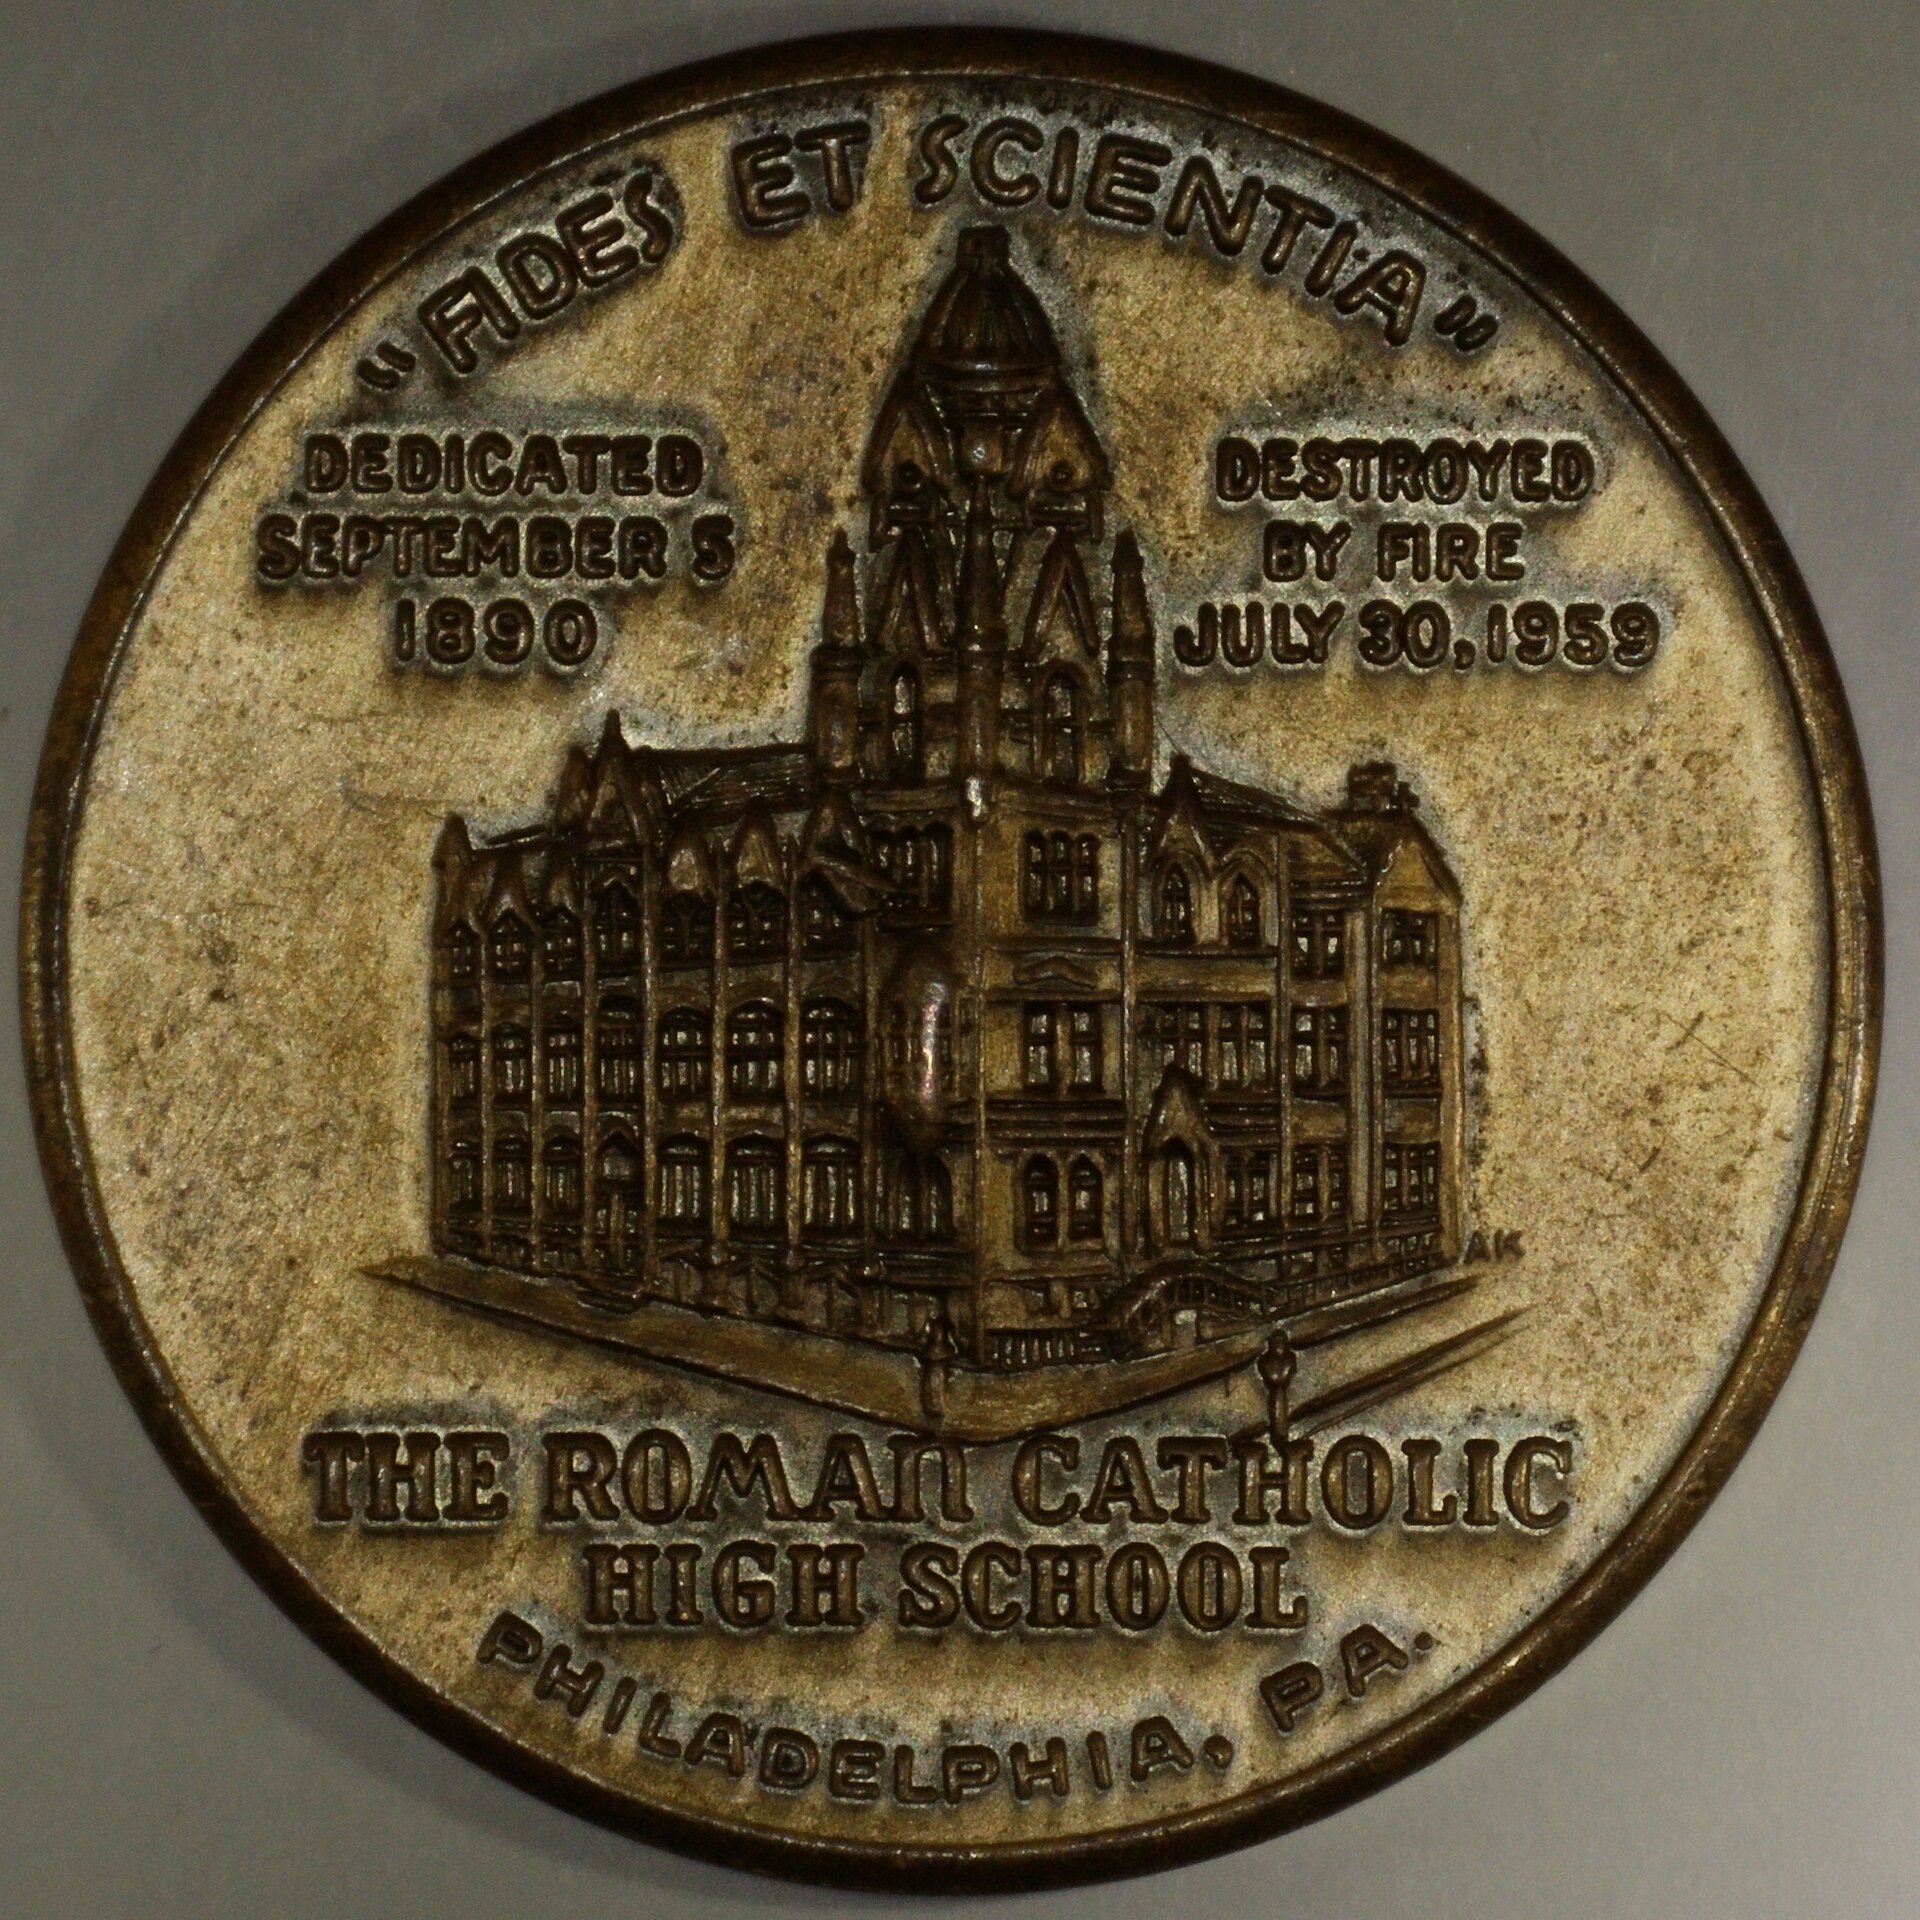 “FIDES ET SCIENTIA”
DEDICATED
SEPTEMBER 5
1890
DESTROYED
BY FIRE
JULY 30, 1959
AK
THE ROMAN CATHOLIC
HIGH SCHOOL
PHILADELPHIA, PA.